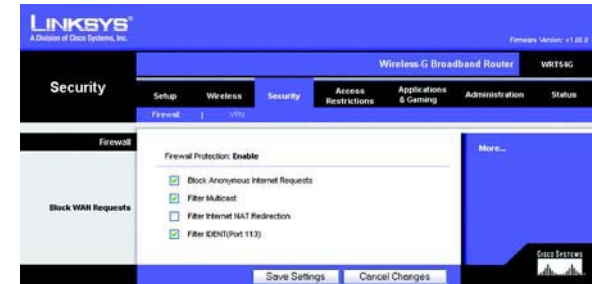 LINKSYS®
A Division of Cisco Systems, Inc.
Firmware Version: v1.00.0
Wireless-G Broadband Router WRT54G
Security
Setup Wireless Security Access Restrictions Applications & Gaming Administration Status
Firewall | VPN
Firewall
Firewall Protection: Enable
More...
Block WAN Requests
Block Anonymous Internet Requests
Filter Multicast
Filter Internet NAT Redirection
Filter IDENT(Port 113)
Save Settings Cancel Changes
CISCO SYSTEMS